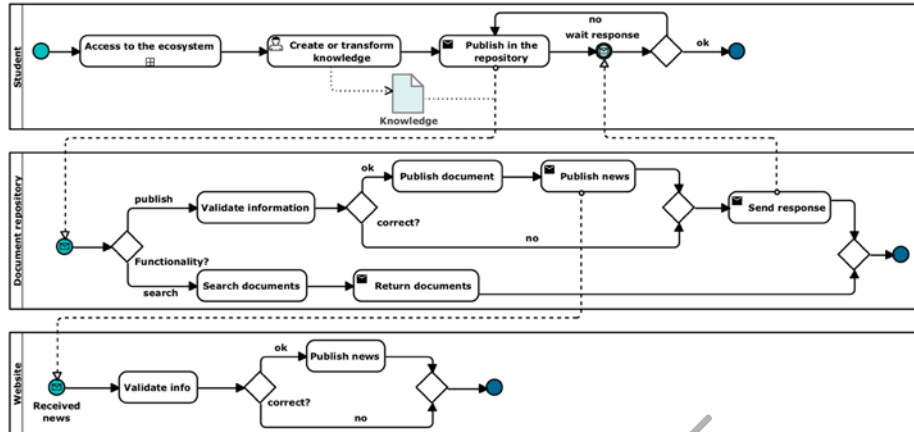 Student
no
wait response
Access to the ecosystem
Create or transform
knowledge
Publish in the
repository
ok
Knowledge
Document repository
ok
Publish document
Publish news
publish
Validate information
correct?
Send response
no
Functionality?
search
Search documents
Return documents
Website
ok
Publish news
Validate info
correct?
Received
news
no